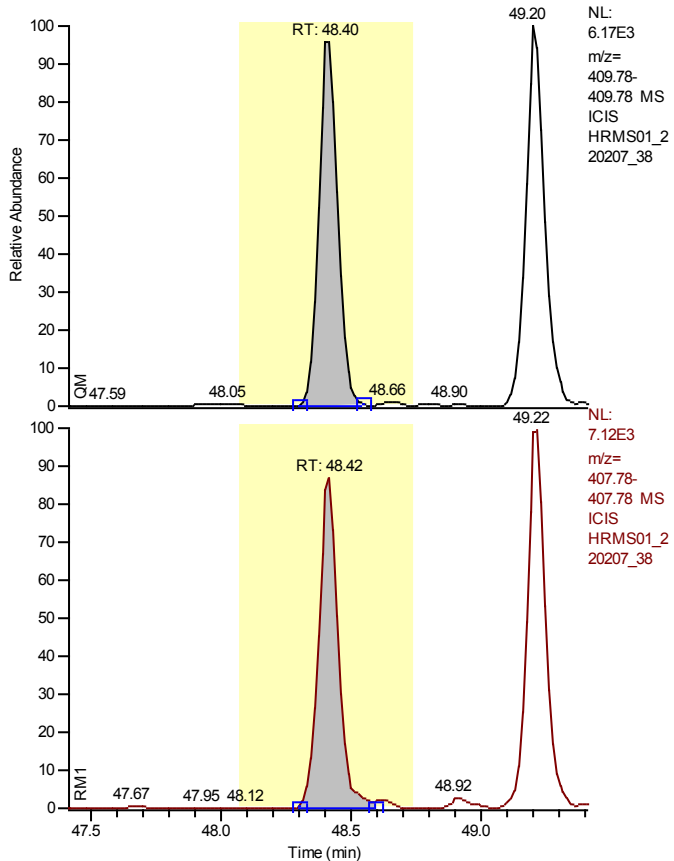 49.20
RT: 48.40
NL:
6.17E3
m/z=
409.78-
409.78 MS
ICIS
HRMS01_2
20207_38
100
90
80
70
60
50
40
30
20
10
0
Relative Abundance
QM
47.59
48.05
48.66
48.90
49.22
RT: 48.42
NL:
7.12E3
m/z=
407.78-
407.78 MS
ICIS
HRMS01_2
20207_38
100
90
80
70
60
50
40
30
20
10
0
RM1
47.67
47.95
48.12
48.92
47.5
48.0
48.5
49.0
Time (min)